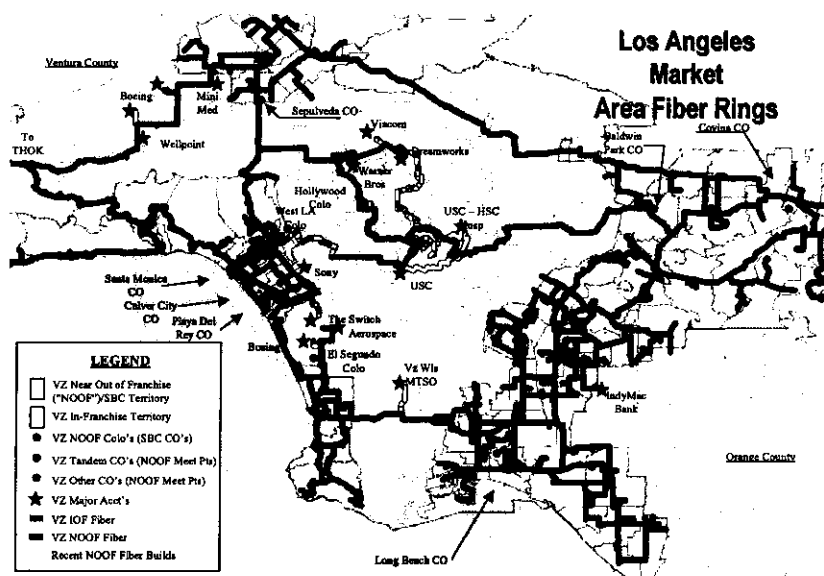 Los Angeles
Market
Area Fiber Rings
Ventura County
Boeing
Mini
Med
Sepulveda CO
Wellpoint
To
THOK
Viacom
Dreamworks
Warner
Bros
Baldwin
Park CO
Covina CO
Hollywood
Colo
West LA
Colo
USC - HSC
USC
Sony
Santa Monica
CO
Culver City
CO
Playa Del
Rey CO
The Switch
Aerospace
Boeing
El Segundo
Colo
Vz Wls
MTSO
IndyMac
Bank
Orange County
Long Beach CO
LEGEND
VZ Near Out of Franchise
("NOOF")/SBC Territory
VZ In-Franchise Territory
VZ NOOF Colo's (SBC CO's)
VZ Tandem CO's (NOOF Meet Pts)
VZ Other CO's (NOOF Meet Pts)
VZ Major Acct's
VZ IOF Fiber
VZ NOOF Fiber
Recent NOOF Fiber Builds